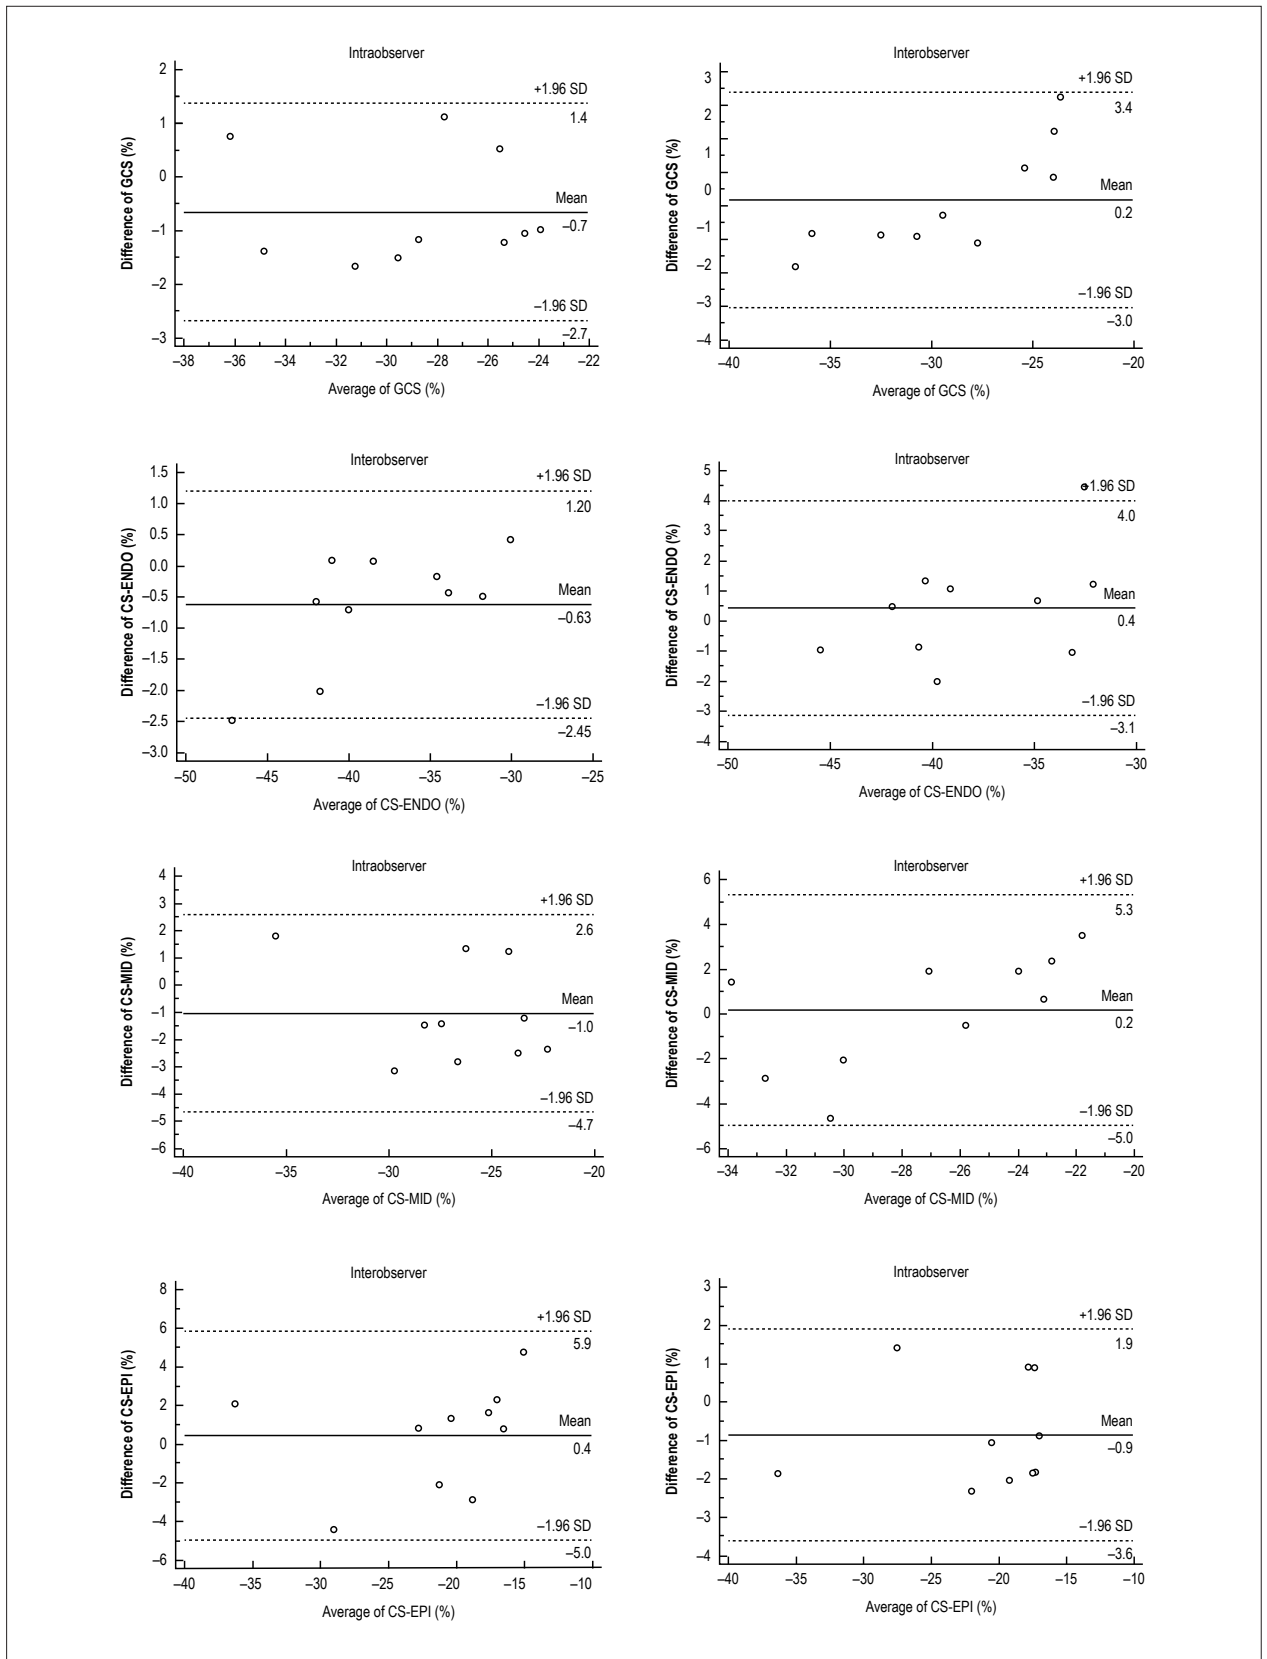 Intraobserver
2
1
0
–1
–2
–3
Difference of GCS (%)
+1.96 SD
1.4
Mean
–0.7
–1.96 SD
–2.7
–38 –36 –34 –32 –30 –28 –26 –24 –22
Average of GCS (%)
Interobserver
3
2
1
0
–1
–2
–3
–4
Difference of GCS (%)
+1.96 SD
3.4
Mean
0.2
–1.96 SD
–3.0
–40 –35 –30 –25 –20
Average of GCS (%)
Interobserver
1.5
1.0
0.5
0.0
–0.5
–1.0
–1.5
–2.0
–2.5
–3.0
Difference of CS-ENDO (%)
+1.96 SD
1.20
Mean
–0.63
–1.96 SD
–2.45
–50 –45 –40 –35 –30 –25
Average of CS-ENDO (%)
Intraobserver
5
4
3
2
1
0
–1
–2
–3
–4
Difference of CS-ENDO (%)
+1.96 SD
4.0
Mean
0.4
–1.96 SD
–3.1
–50 –45 –40 –35 –30
Average of CS-ENDO (%)
Intraobserver
4
3
2
1
0
–1
–2
–3
–4
–5
–6
Difference of CS-MID (%)
+1.96 SD
2.6
Mean
–1.0
–1.96 SD
–4.7
–40 –35 –30 –25 –20
Average of CS-MID (%)
Interobserver
6
4
2
0
–2
–4
–6
Difference of CS-MID (%)
+1.96 SD
5.3
Mean
0.2
–1.96 SD
–5.0
–34 –32 –30 –28 –26 –24 –22 –20
Average of CS-MID (%)
Interobserver
8
6
4
2
0
–2
–4
–6
Difference of CS-EPI (%)
+1.96 SD
5.9
Mean
0.4
–1.96 SD
–5.0
–40 –35 –30 –25 –20 –15 –10
Average of CS-EPI (%)
Intraobserver
3
2
1
0
–1
–2
–3
–4
Difference of CS-EPI (%)
+1.96 SD
1.9
Mean
–0.9
–1.96 SD
–3.6
–40 –35 –30 –25 –20 –15 –10
Average of CS-EPI (%)